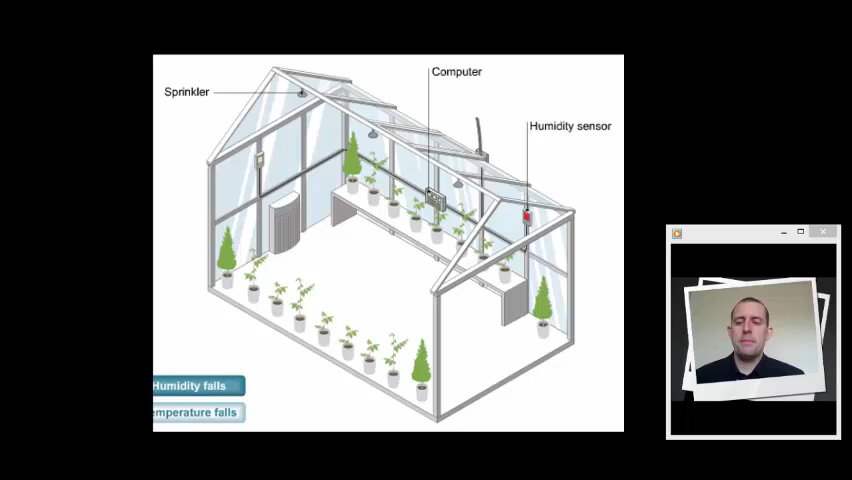 Computer
Sprinkler
Humidity sensor
Humidity falls
emperature falls